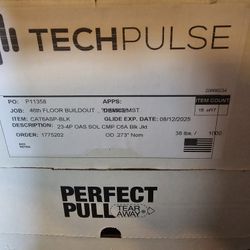 TECHPULSE
PO: P11358 APPS:
JOB: 46th FLOOR BUILDOUT
ITEM COUNT
ITEM: CAT6ASP-BLK GLIDE EXP. DATE: 08/12/2025
DESC: 23-4P OAS SOL CMP C6A Blk Jkt
ORDER: 1775202 OD .273" Nom 38 lbs / 1000
PERFECT
PULL TEAR
AWAY